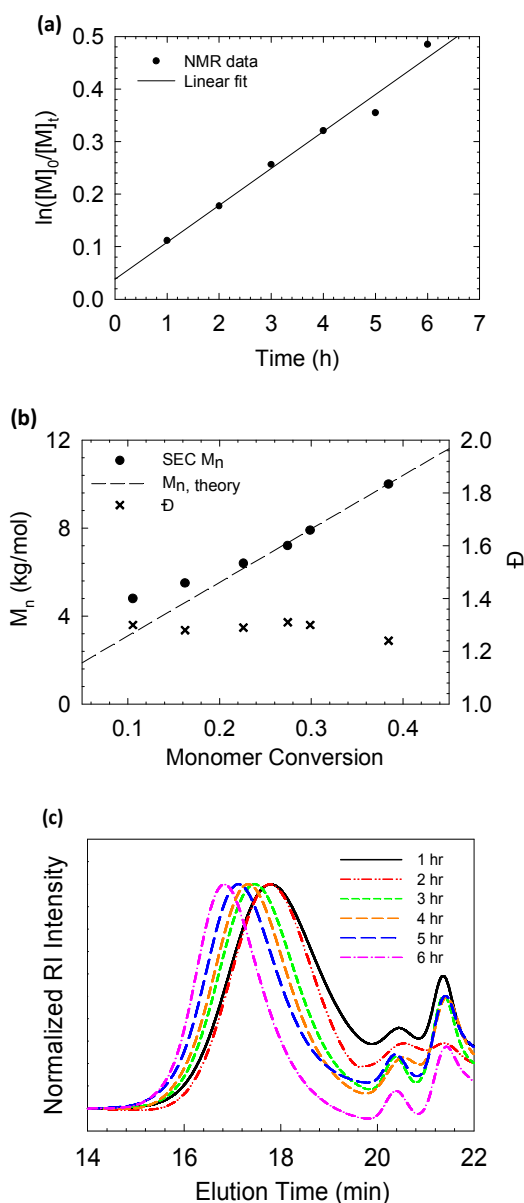 (a)
0.5
0.4
0.3
0.2
0.1
0.0
ln([M]0/[M]t)
NMR data
Linear fit
0 1 2 3 4 5 6 7
Time (h)
(b)
12
8
4
0
Mn (kg/mol)
SEC Mn
Mn, theory
Đ
2.0
1.8
1.6
1.4
1.2
1.0
Đ
0.1 0.2 0.3 0.4
Monomer Conversion
(c)
Normalized RI Intensity
1 hr
2 hr
3 hr
4 hr
5 hr
6 hr
14 16 18 20 22
Elution Time (min)